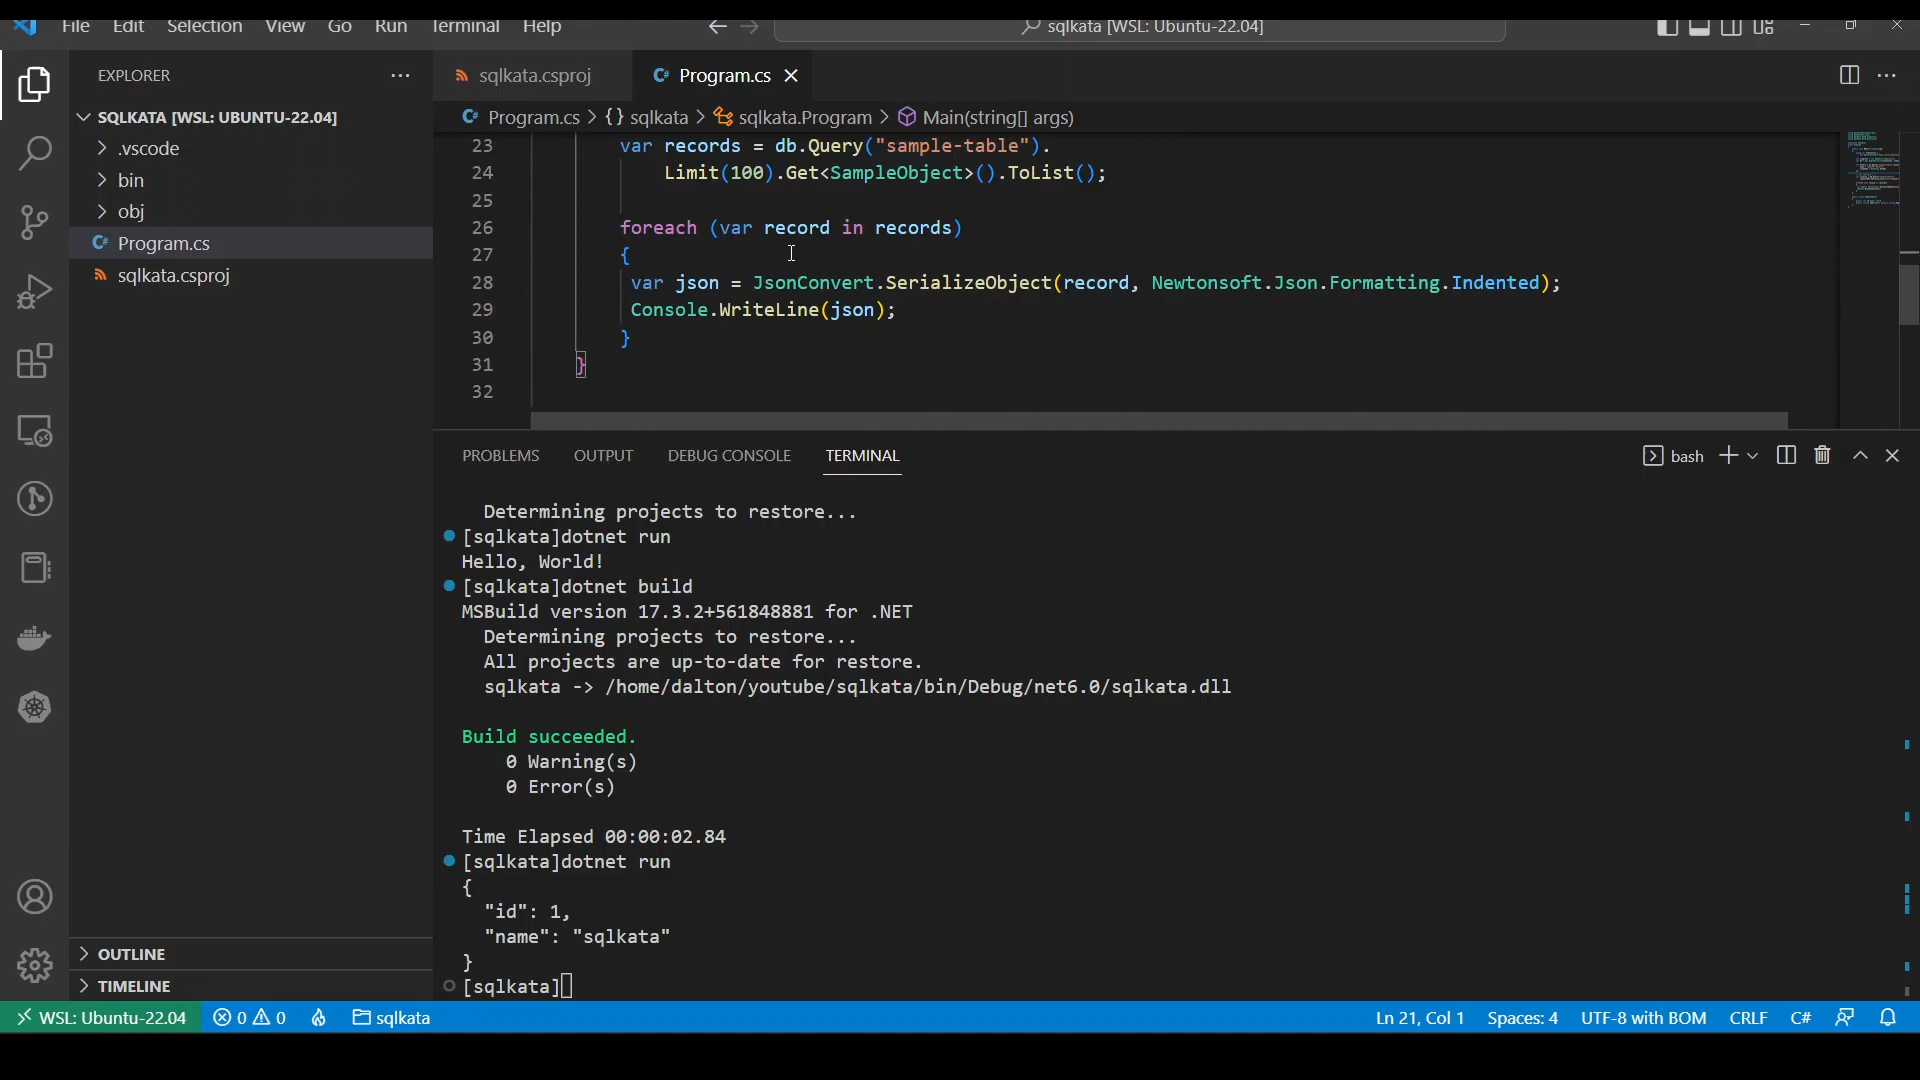 File Edit Selection View Go Run Terminal Help sqlkata [WSL: Ubuntu-22.04]
EXPLORER
SQLKATA [WSL: UBUNTU-22.04]
.vscode
bin
obj
Program.cs
sqlkata.csproj
OUTLINE
TIMELINE
sqlkata.csproj Program.cs
Program.cs > {} sqlkata > sqlkata.Program > Main(string[] args)
23 var records = db.Query("sample-table").
24 Limit(100).Get<SampleObject>().ToList();
25
26 foreach (var record in records)
27 {
28 var json = JsonConvert.SerializeObject(record, Newtonsoft.Json.Formatting.Indented);
29 Console.WriteLine(json);
30 }
31 }
32
PROBLEMS OUTPUT DEBUG CONSOLE TERMINAL bash
Determining projects to restore...
[sqlkata]dotnet run
Hello, World!
[sqlkata]dotnet build
MSBuild version 17.3.2+561848881 for .NET
Determining projects to restore...
All projects are up-to-date for restore.
sqlkata -> /home/dalton/youtube/sqlkata/bin/Debug/net6.0/sqlkata.dll
Build succeeded.
0 Warning(s)
0 Error(s)
Time Elapsed 00:00:02.84
[sqlkata]dotnet run
{
"id": 1,
"name": "sqlkata"
}
[sqlkata]
WSL: Ubuntu-22.04 0 0 sqlkata Ln 21, Col 1 Spaces: 4 UTF-8 with BOM CRLF C#